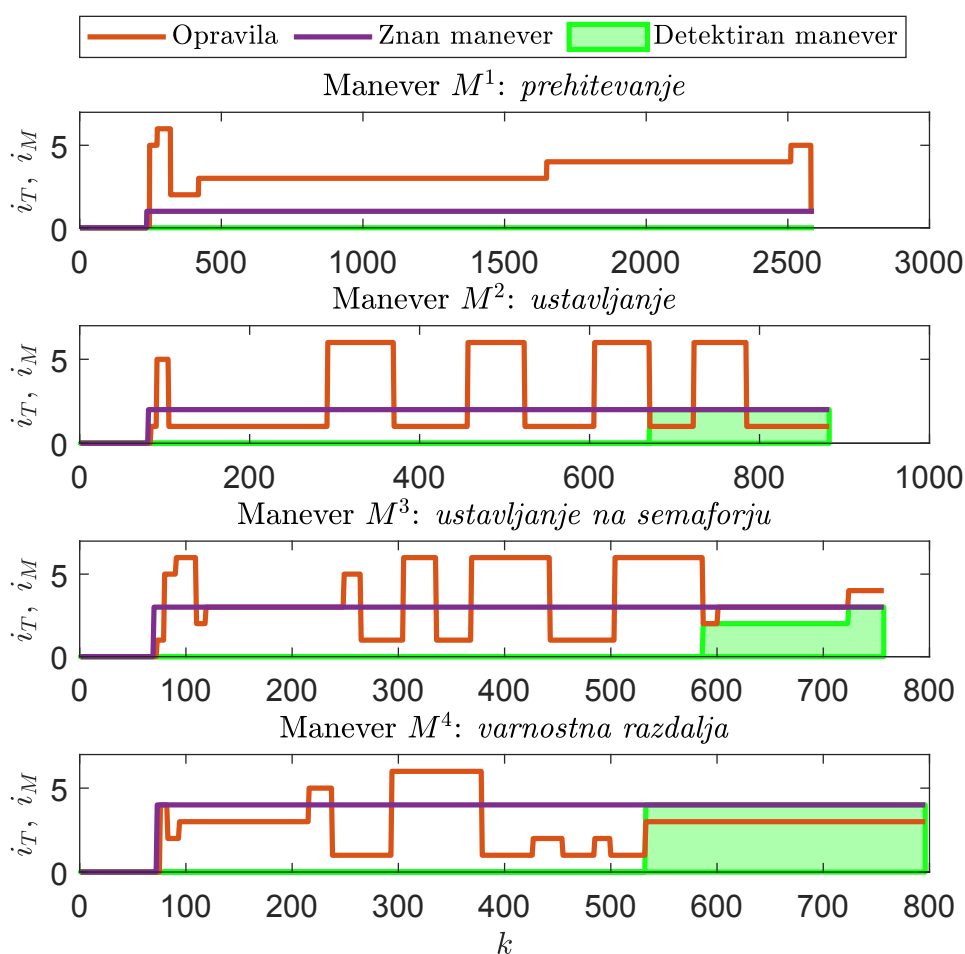 Opravila Znan manever Detektiran manever
Manever M¹: prehitevanje
i_T, i_M
5
0
0 500 1000 1500 2000 2500 3000
Manever M²: ustavljanje
i_T, i_M
5
0
0 200 400 600 800 1000
Manever M³: ustavljanje na semaforju
i_T, i_M
5
0
0 100 200 300 400 500 600 700 800
Manever M⁴: varnostna razdalja
i_T, i_M
5
0
0 100 200 300 400 500 600 700 800
k